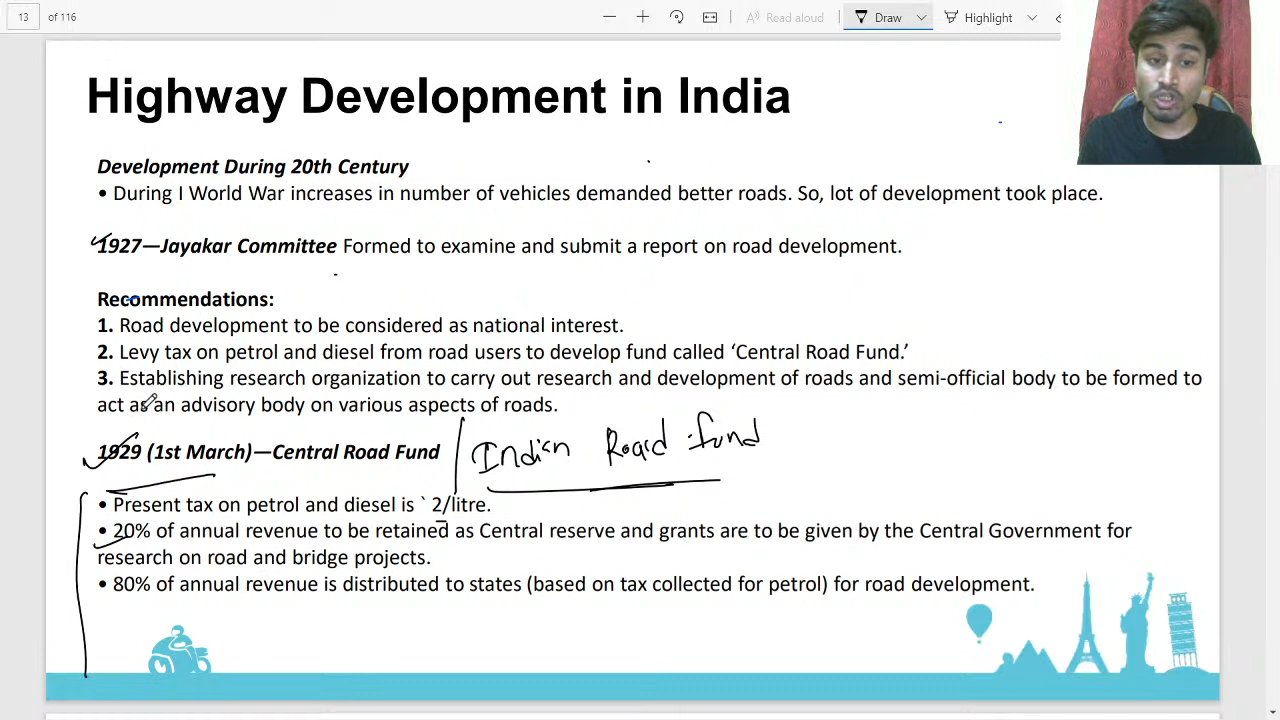 13 of 116 Read aloud Draw Highlight
Highway Development in India
Development During 20th Century
• During I World War increases in number of vehicles demanded better roads. So, lot of development took place.
1927—Jayakar Committee Formed to examine and submit a report on road development.
Recommendations:
1. Road development to be considered as national interest.
2. Levy tax on petrol and diesel from road users to develop fund called ‘Central Road Fund.’
3. Establishing research organization to carry out research and development of roads and semi-official body to be formed to
act as an advisory body on various aspects of roads.
1929 (1st March)—Central Road Fund Indian Road fund
• Present tax on petrol and diesel is ` 2/litre.
• 20% of annual revenue to be retained as Central reserve and grants are to be given by the Central Government for
research on road and bridge projects.
• 80% of annual revenue is distributed to states (based on tax collected for petrol) for road development.